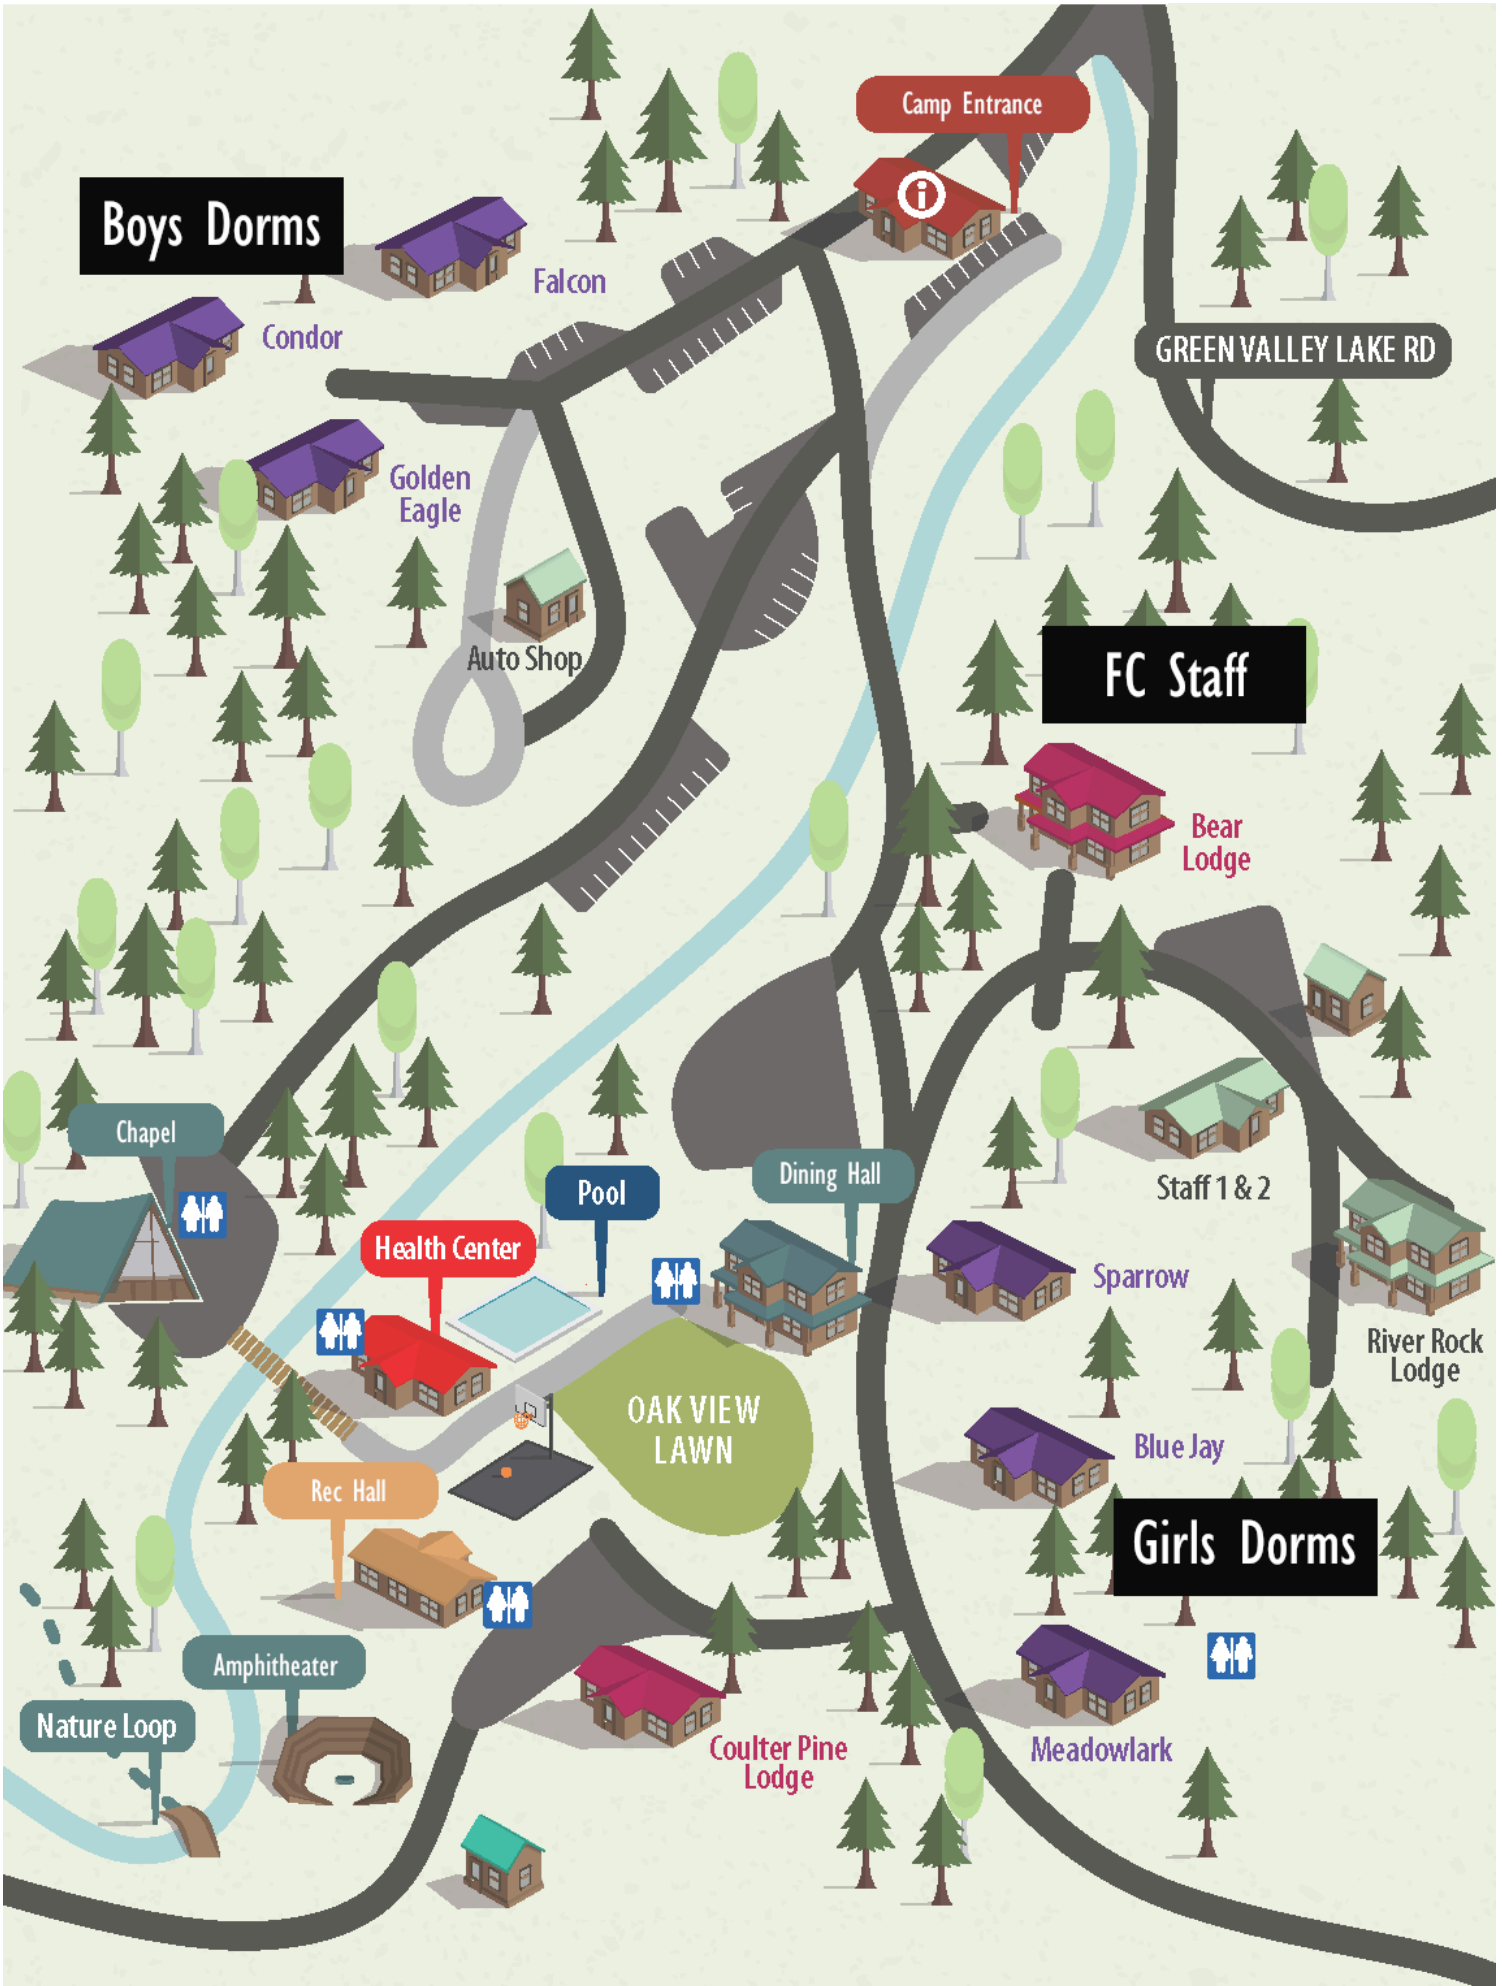 Camp Entrance
Boys Dorms
Falcon
Condor
GREEN VALLEY LAKE RD
Golden
Eagle
Auto Shop
FC Staff
Bear
Lodge
Chapel
Dining Hall
Pool
Staff 1 & 2
Health Center
Sparrow
River Rock
Lodge
OAK VIEW
LAWN
Blue Jay
Rec Hall
Girls Dorms
Amphitheater
Nature Loop
Coulter Pine
Lodge
Meadowlark